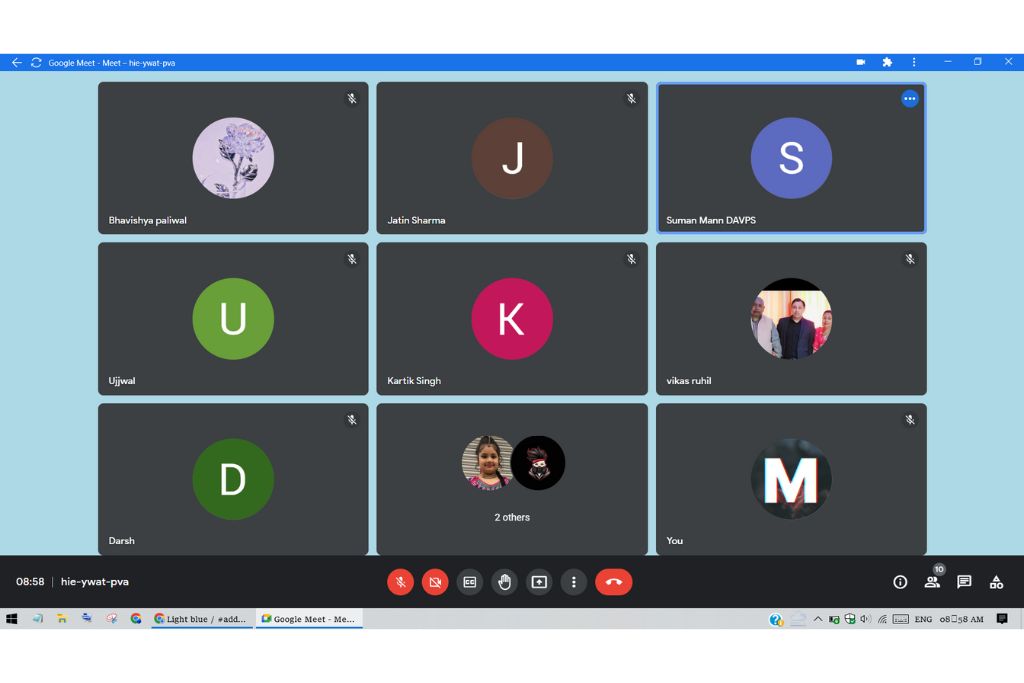 Google Meet - Meet – hie-ywat-pva
Bhavishya paliwal
J
Jatin Sharma
S
Suman Mann DAVPS
U
Ujjwal
K
Kartik Singh
vikas ruhil
D
Darsh
2 others
M
You
08:58 | hie-ywat-pva
CC
10
Light blue / #add...
Google Meet - Me...
ENG
08▯58 AM